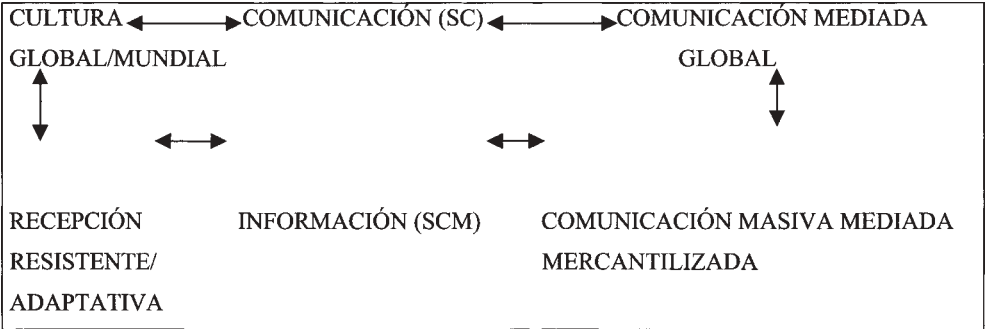 CULTURA COMUNICACIÓN (SC) COMUNICACIÓN MEDIADA
GLOBAL/MUNDIAL GLOBAL
RECEPCIÓN INFORMACIÓN (SCM) COMUNICACIÓN MASIVA MEDIADA
RESISTENTE/ MERCANTILIZADA
ADAPTATIVA